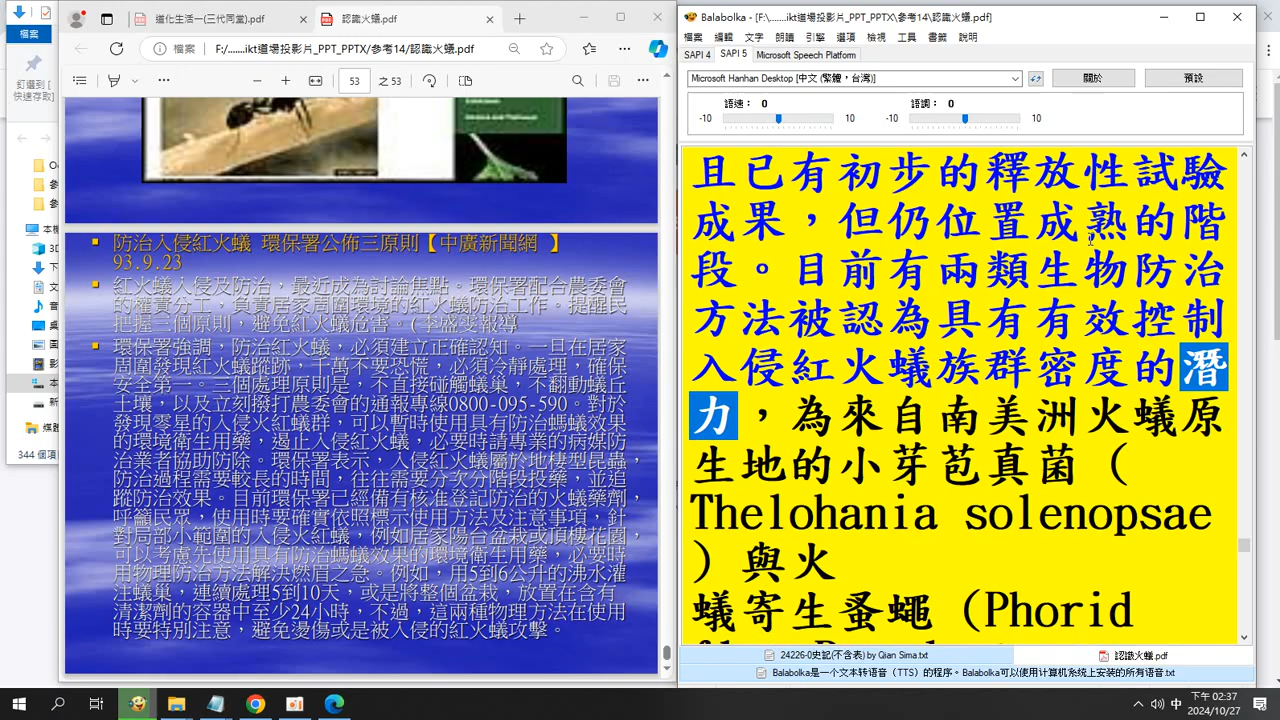 檔案
釘選到 [
快速存取]
344 個項
道化生活一(三代同堂).pdf
認識火蟻.pdf
檔案
F:/.......ikt道場投影片_PPT_PPTX/參考14/認識火蟻.pdf
53
之 53
防治入侵紅火蟻 環保署公佈三原則【中廣新聞網 】
93.9.23
紅火蟻入侵及防治，最近成為討論焦點。環保署配合農委會
的權責分工，負責居家周圍環境的紅火蟻防治工作。提醒民
把握三個原則，避免紅火蟻危害。(李盛雯報導
環保署強調，防治紅火蟻，必須建立正確認知。一旦在居家
周圍發現紅火蟻蹤跡，千萬不要恐慌，必須冷靜處理，確保
安全第一。三個處理原則是，不直接碰觸蟻巢，不翻動蟻丘
土壤，以及立刻撥打農委會的通報專線0800-095-590。對於
發現零星的入侵火紅蟻群，可以暫時使用具有防治螞蟻效果
的環境衛生用藥，遏止入侵紅火蟻，必要時請專業的病媒防
治業者協助防除。環保署表示，入侵紅火蟻屬於地棲型昆蟲，
防治過程需要較長的時間，往往需要分次分階段投藥，並追
蹤防治效果。目前環保署已經備有核准登記防治的火蟻藥劑，
呼籲民眾，使用時要確實依照標示使用方法及注意事項，針
對局部小範圍的入侵火紅蟻，例如居家陽台盆栽或頂樓花園，
可以考慮先使用具有防治螞蟻效果的環境衛生用藥，必要時
用物理防治方法解決燃眉之急。例如，用5到6公升的沸水灌
注蟻巢，連續處理5到10天，或是將整個盆栽，放置在含有
清潔劑的容器中至少24小時，不過，這兩種物理方法在使用
時要特別注意，避免燙傷或是被入侵的紅火蟻攻擊。
Balabolka - [F:\......ikt道場投影片_PPT_PPTX\參考14\認識火蟻.pdf]
檔案 編輯 文字 朗讀 引擎 選項 檢視 工具 書籤 說明
SAPI 4 SAPI 5 Microsoft Speech Platform
Microsoft Hanhan Desktop [中文 (繁體，台灣)]
關於
預設
語速： 0
語調： 0
-10 10 -10 10
且已有初步的釋放性試驗
成果，但仍位置成熟的階
段。目前有兩類生物防治
方法被認為具有有效控制
入侵紅火蟻族群密度的潛
力，為來自南美洲火蟻原
生地的小芽苞真菌（
Thelohania solenopsae
）與火
蟻寄生蚤蠅（Phorid
24226-0史記(不含表) by Qian Sima.txt
認識火蟻.pdf
Balabolka是一个文本转语音（TTS）的程序。Balabolka可以使用计算机系统上安装的所有语音.txt
中
下午 02:37
2024/10/27